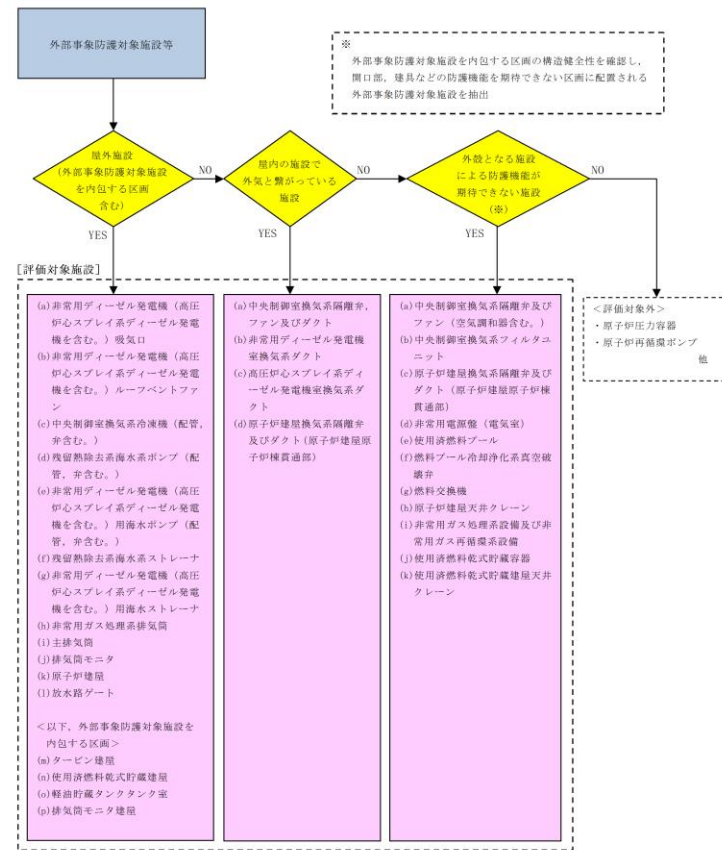 外部事象防護対象施設等
※
外部事象防護対象施設を内包する区画の構造健全性を確認し，
開口部，建具などの防護機能を期待できない区画に配置される
外部事象防護対象施設を抽出
屋外施設
(外部事象防護対象施設
を内包する区画
含む)
NO
屋内の施設で
外気と繋がっている
施設
NO
外殻となる施設
による防護機能が
期待できない施設
(※)
NO
YES
YES
YES
[評価対象施設]
(a)非常用ディーゼル発電機（高圧
炉心スプレイ系ディーゼル発電
機を含む。）吸気口
(b)非常用ディーゼル発電機（高圧
炉心スプレイ系ディーゼル発電
機を含む。）ルーフベントファ
ン
(c)中央制御室換気系冷凍機（配管，
弁含む。）
(d)残留熱除去系海水系ポンプ（配
管，弁含む。）
(e)非常用ディーゼル発電機（高圧
炉心スプレイ系ディーゼル発電
機を含む。）用海水ポンプ（配
管，弁含む。）
(f)残留熱除去系海水系ストレーナ
(g)非常用ディーゼル発電機（高圧
炉心スプレイ系ディーゼル発電
機を含む。）用海水ストレーナ
(h)非常用ガス処理系排気筒
(i)主排気筒
(j)排気筒モニタ
(k)原子炉建屋
(l)放水路ゲート
＜以下，外部事象防護対象施設を
内包する区画＞
(m)タービン建屋
(n)使用済燃料乾式貯蔵建屋
(o)軽油貯蔵タンクタンク室
(p)排気筒モニタ建屋
(a)中央制御室換気系隔離弁，
ファン及びダクト
(b)非常用ディーゼル発電機
室換気系ダクト
(c)高圧炉心スプレイ系ディ
ーゼル発電機室換気系ダ
クト
(d)原子炉建屋換気系隔離弁
及びダクト(原子炉建屋原
子炉棟貫通部)
(a)中央制御室換気系隔離弁及び
ファン（空気調和器含む。）
(b)中央制御室換気系フィルタユ
ニット
(c)原子炉建屋換気系隔離弁及び
ダクト（原子炉建屋原子炉棟
貫通部）
(d)非常用電源盤（電気室）
(e)使用済燃料プール
(f)燃料プール冷却浄化系真空破
壊弁
(g)燃料交換機
(h)原子炉建屋天井クレーン
(i)非常用ガス処理系設備及び非
常用ガス再循環系設備
(j)使用済燃料乾式貯蔵容器
(k)使用済燃料乾式貯蔵建屋天井
クレーン
＜評価対象外＞
・原子炉圧力容器
・原子炉再循環ポンプ
他